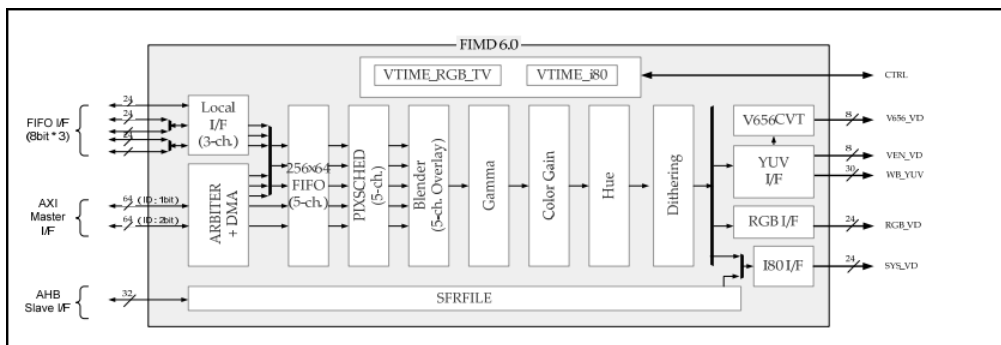 FIMD 6.0
VTIME_RGB_TV
VTIME_i80
CTRL
FIFO I/F
(8bit * 3)
24
24
24
Local
I/F
(3-ch.)
AXI
Master
I/F
64 (ID : 1bit)
64 (ID : 2bit)
ARBITER
+ DMA
256x64
FIFO
(5-ch.)
PIXSCHED
(5-ch.)
Blender
(5-ch. Overlay)
Gamma
Color Gain
Hue
Dithering
V656CVT
8
V656_VD
YUV
I/F
8
VEN_VD
30
WB_YUV
RGB I/F
24
RGB_VD
I80 I/F
24
SYS_VD
AHB
Slave I/F
32
SFRFILE